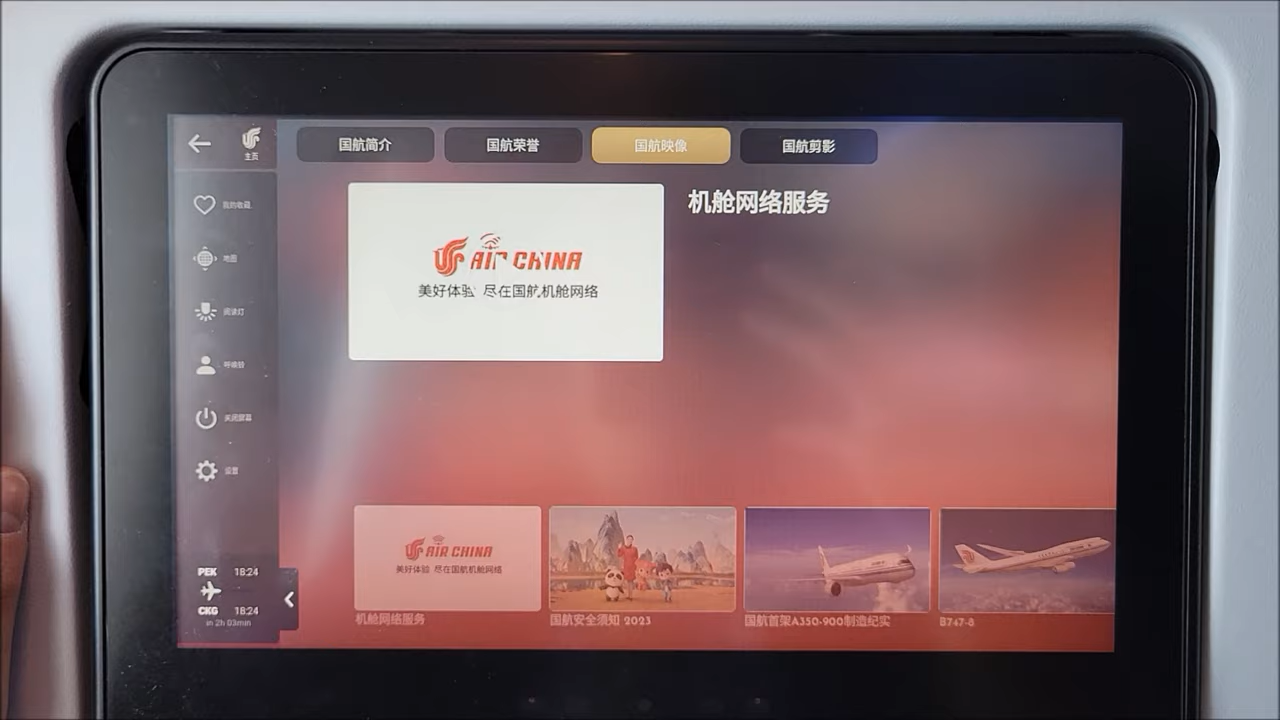 主页
国航简介
国航荣誉
国航映像
国航剪影
我的收藏
地图
阅读灯
呼唤铃
关闭屏幕
设置
机舱网络服务
AIR CHINA
美好体验 尽在国航机舱网络
PEK 18:24
CKG 18:24
in 2h 03min
AIR CHINA
美好体验 尽在国航机舱网络
机舱网络服务
国航安全须知 2023
国航首架A350-900制造纪实
B747-8